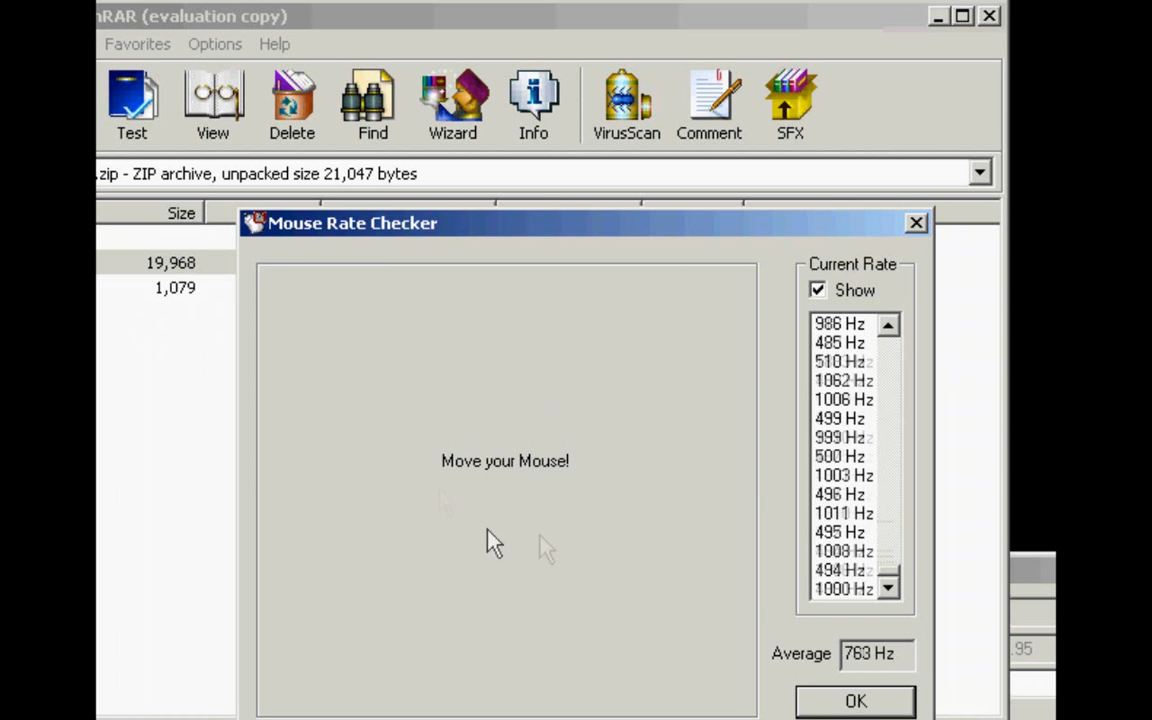 nRAR (evaluation copy)
Favorites Options Help
Test View Delete Find Wizard Info VirusScan Comment SFX
.zip - ZIP archive, unpacked size 21,047 bytes
Size
19,968
1,079
Mouse Rate Checker
Move your Mouse!
Current Rate
Show
986 Hz
485 Hz
510 Hz
1062 Hz
1006 Hz
499 Hz
999 Hz
500 Hz
1003 Hz
496 Hz
1011 Hz
495 Hz
1008 Hz
494 Hz
1000 Hz
Average 763 Hz
OK
.95